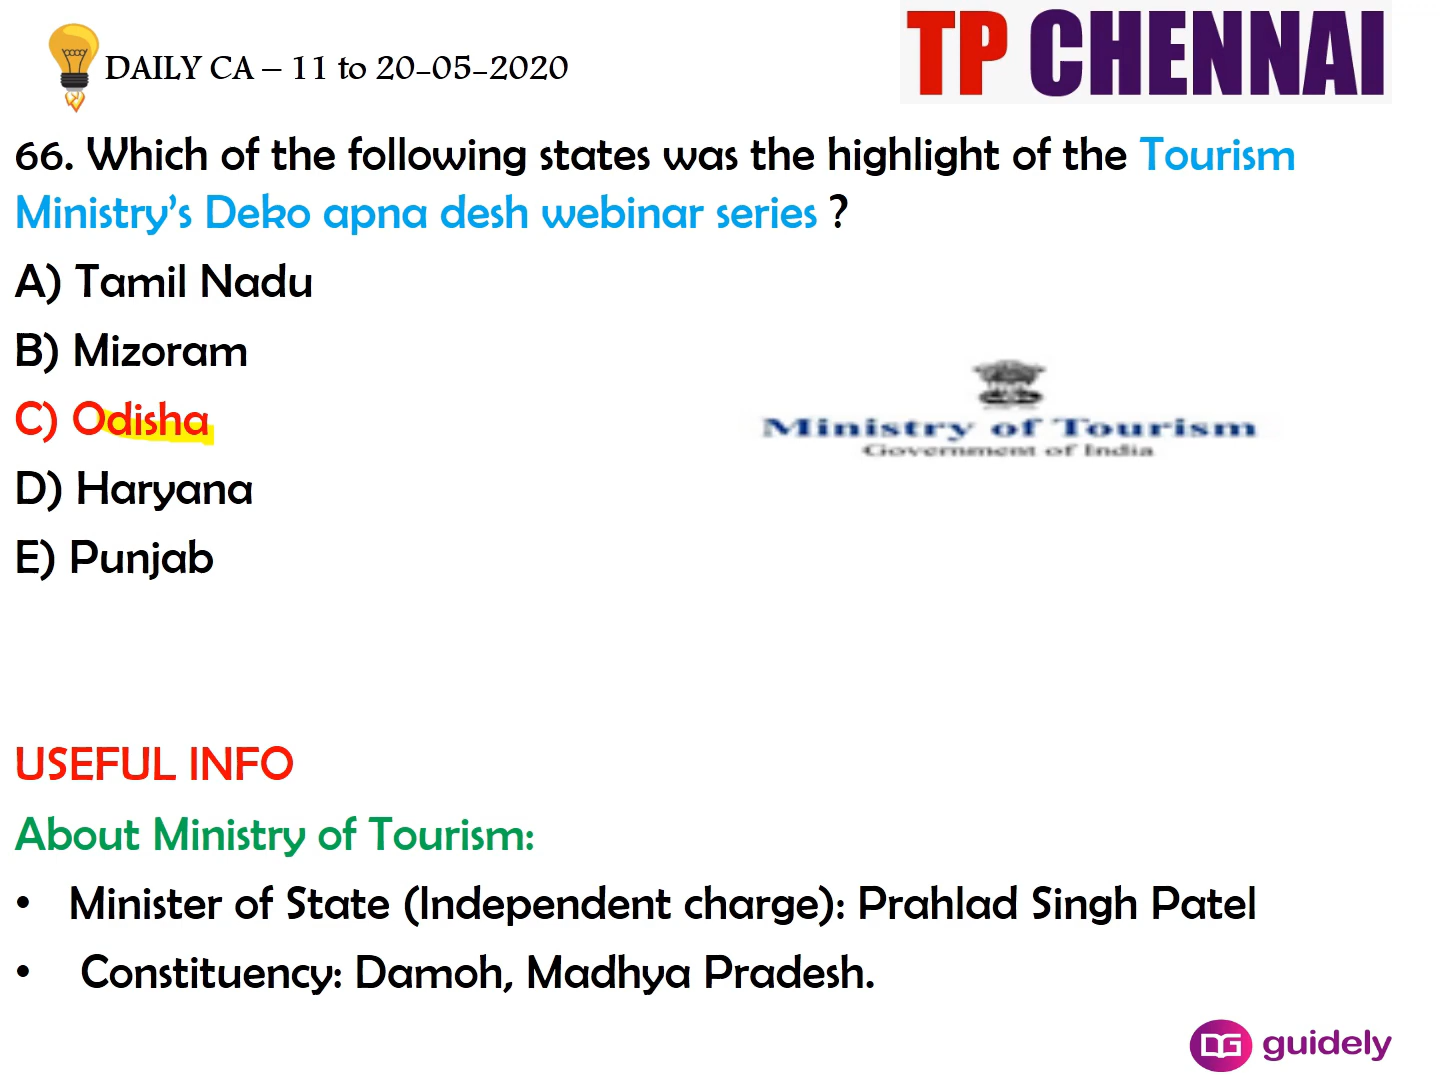 DAILY CA – 11 to 20-05-2020
TP CHENNAI
66. Which of the following states was the highlight of the Tourism
Ministry's Deko apna desh webinar series ?
A) Tamil Nadu
B) Mizoram
C) Odisha
D) Haryana
E) Punjab
Ministry of Tourism
Government of India
USEFUL INFO
About Ministry of Tourism:
• Minister of State (Independent charge): Prahlad Singh Patel
• Constituency: Damoh, Madhya Pradesh.
guidely